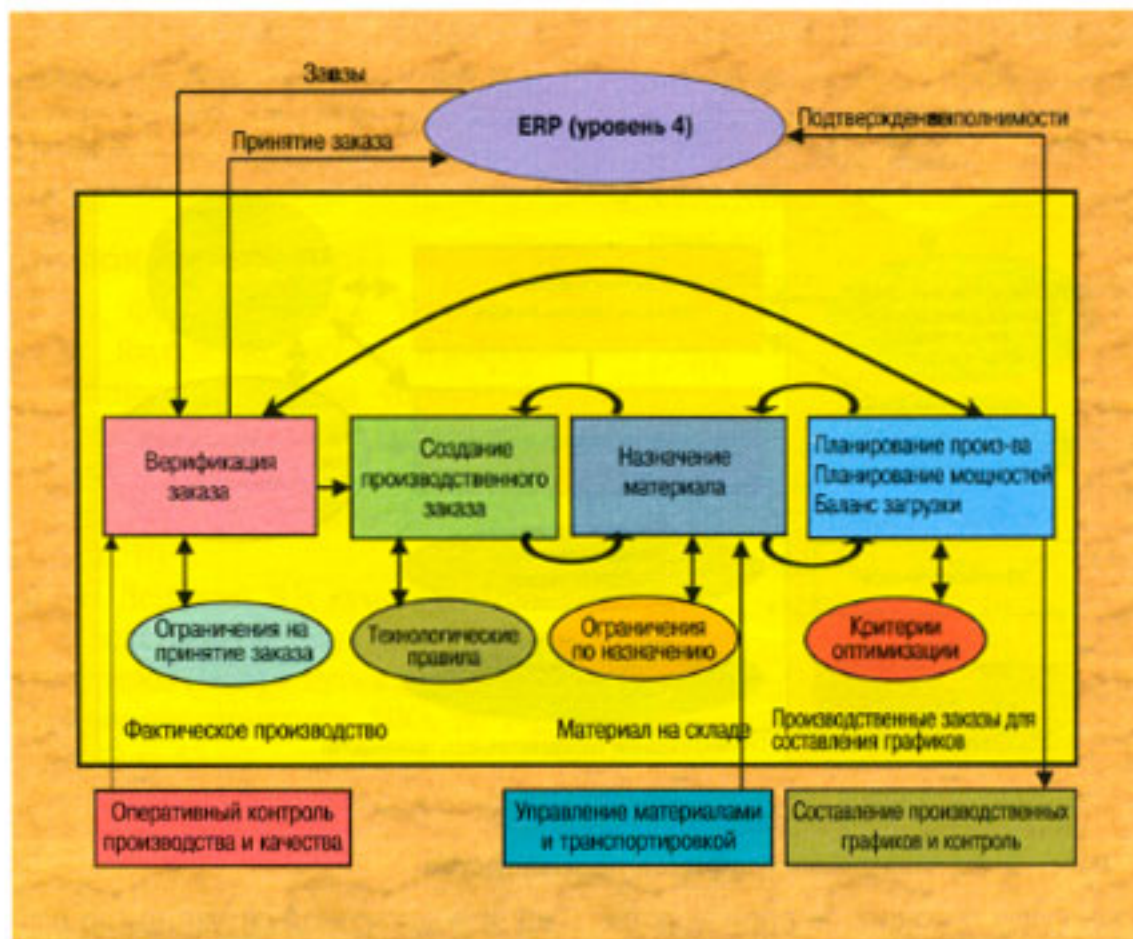 Заказы
ERP (уровень 4)
Подтверждение выполнимости
Принятие заказа
Верификация
заказа
Создание
производственного
заказа
Назначение
материала
Планирование произ-ва
Планирование мощностей
Баланс загрузки
Ограничения на
принятие заказа
Технологические
правила
Ограничения
по назначению
Критерии
оптимизации
Фактическое производство
Материал на складе
Производственные заказы для
составления графиков
Оперативный контроль
производства и качества
Управление материалами
и транспортировкой
Составление производственных
графиков и контроль